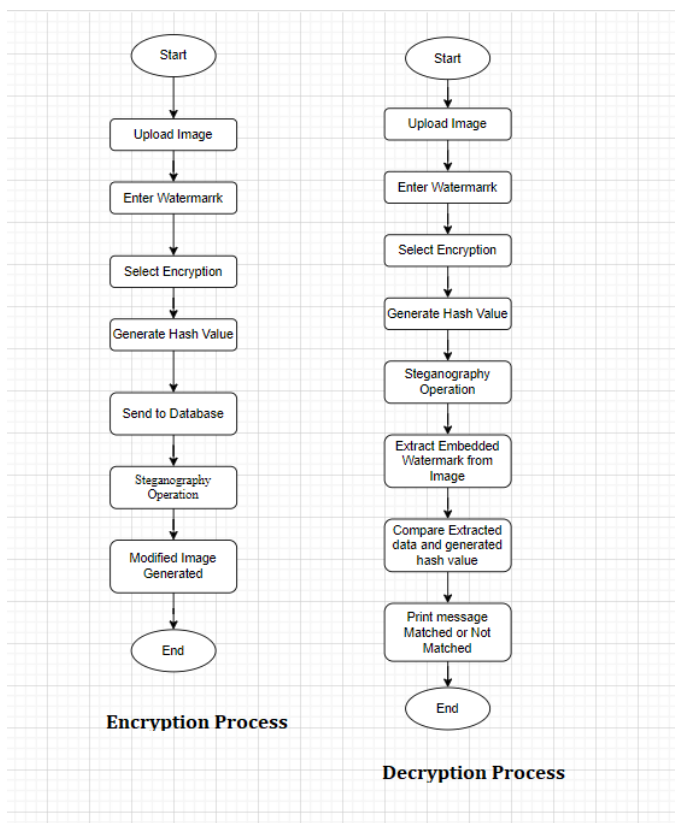 Start
Upload Image
Enter Watermarrk
Select Encryption
Generate Hash Value
Send to Database
Steganography
Operation
Modified Image
Generated
End
Encryption Process
Start
Upload Image
Enter Watermarrk
Select Encryption
Generate Hash Value
Steganography
Operation
Extract Embedded
Watermark from
Image
Compare Extracted
data and generated
hash value
Print message
Matched or Not
Matched
End
Decryption Process